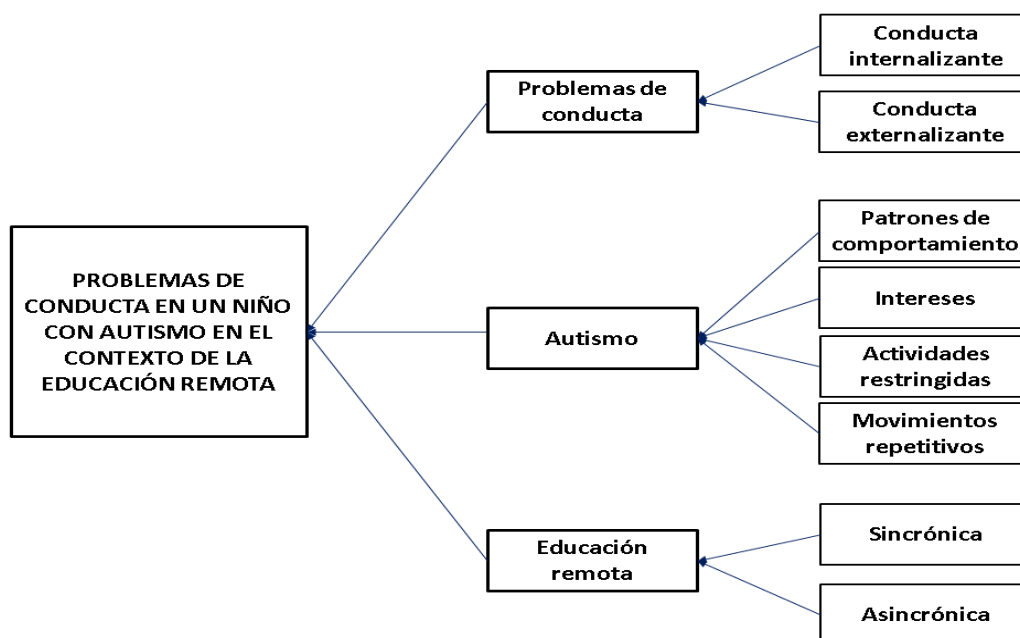 PROBLEMAS DE
CONDUCTA EN UN NIÑO
CON AUTISMO EN EL
CONTEXTO DE LA
EDUCACIÓN REMOTA
Problemas de
conducta
Conducta
internalizante
Conducta
externalizante
Autismo
Patrones de
comportamiento
Intereses
Actividades
restringidas
Movimientos
repetitivos
Educación
remota
Sincrónica
Asincrónica